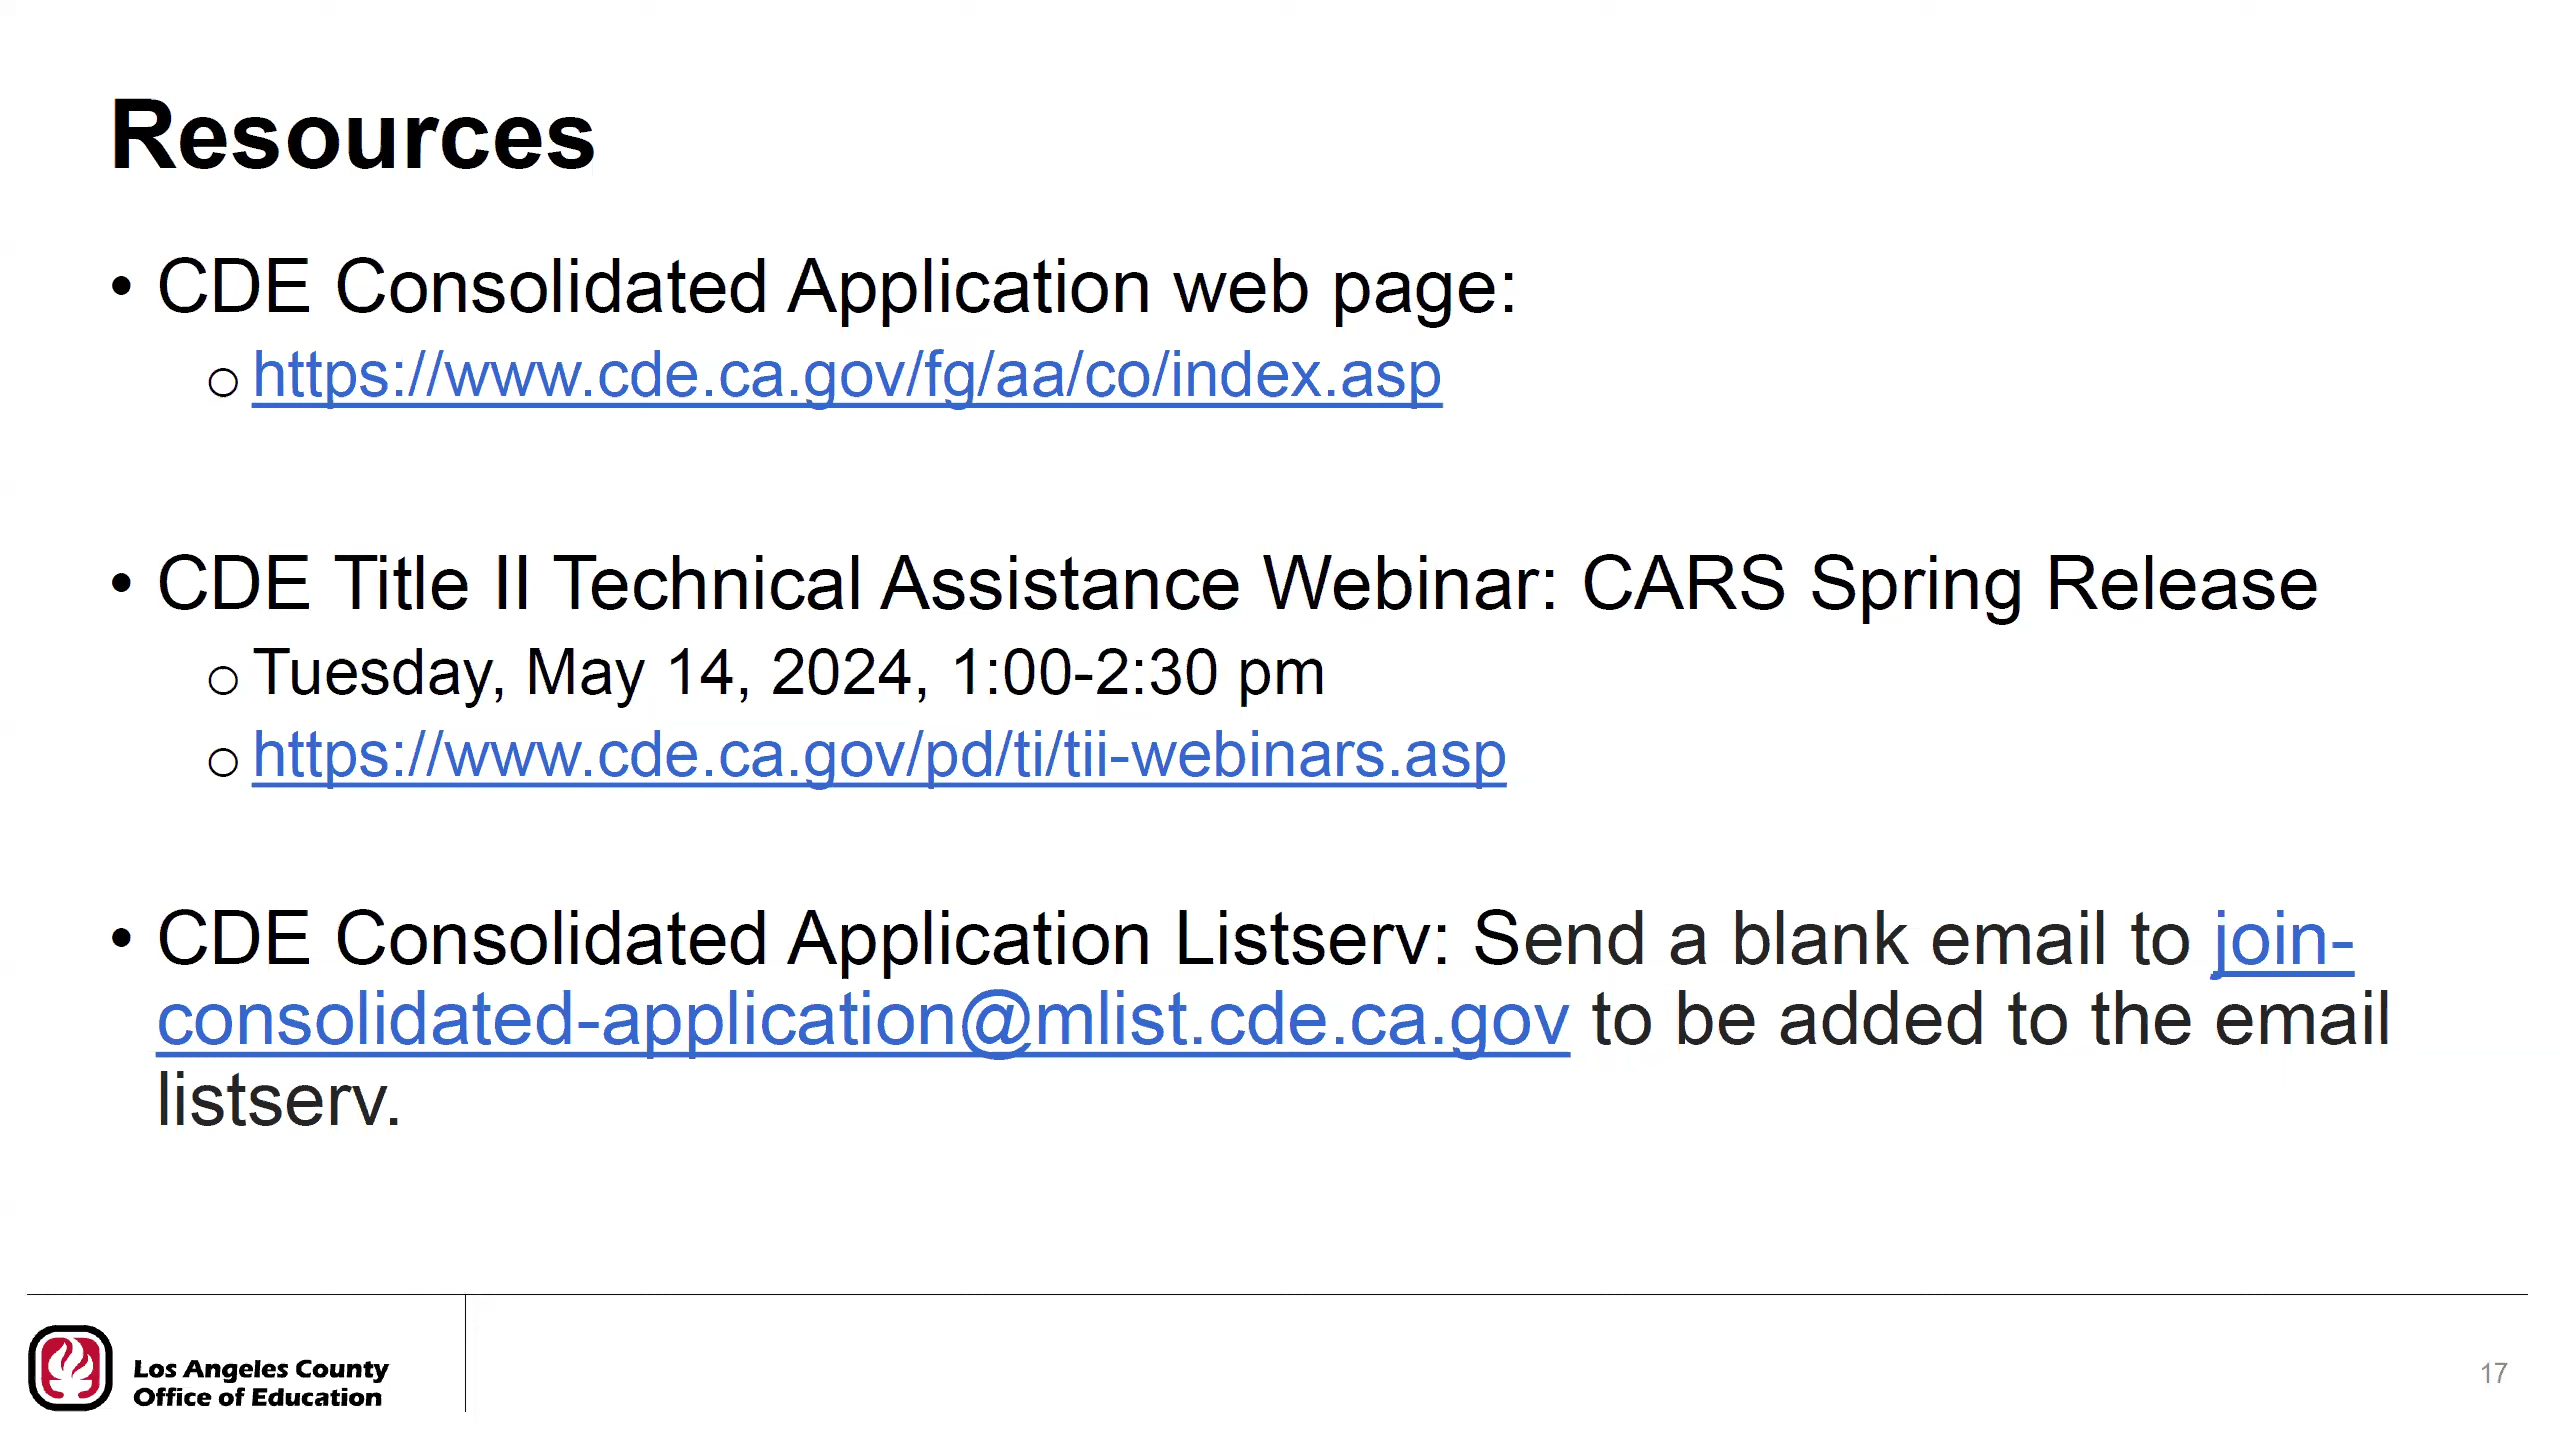 Resources
• CDE Consolidated Application web page:
○ https://www.cde.ca.gov/fg/aa/co/index.asp
• CDE Title II Technical Assistance Webinar: CARS Spring Release
○ Tuesday, May 14, 2024, 1:00-2:30 pm
○ https://www.cde.ca.gov/pd/ti/tii-webinars.asp
• CDE Consolidated Application Listserv: Send a blank email to join-
consolidated-application@mlist.cde.ca.gov to be added to the email
listserv.
Los Angeles County
Office of Education
17